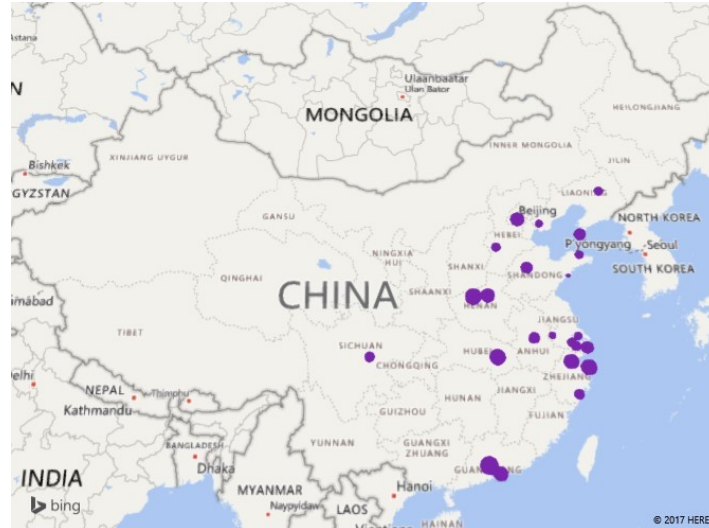 Astana
Ulaanbaatar
Ulan Bator
MONGOLIA
HEILONGJIANG
N
Bishkek
XINJIANG UYGUR
INNER MONGOLIA
JILIN
GYZSTAN
LIAONING
GANSU
Beijing
NORTH KOREA
HEBEI
P'yongyang
Seoul
NINGXIA
HUI
SHANXI
SHANDONG
SOUTH KOREA
QINGHAI
CHINA
SHAANXI
HENAN
JIANGSU
TIBET
SICHUAN
CHONGQING
HUBEI
ANHUI
ZHEJIANG
NEPAL
Thimphu
Kathmandu
HUNAN
JIANGXI
GUIZHOU
FUJIAN
BANGLADESH
YUNNAN
GUANGXI
ZHUANG
Dhaka
INDIA
Hanoi
MYANMAR
Naypyidaw
LAOS
HAINAN
bing
© 2017 HERE